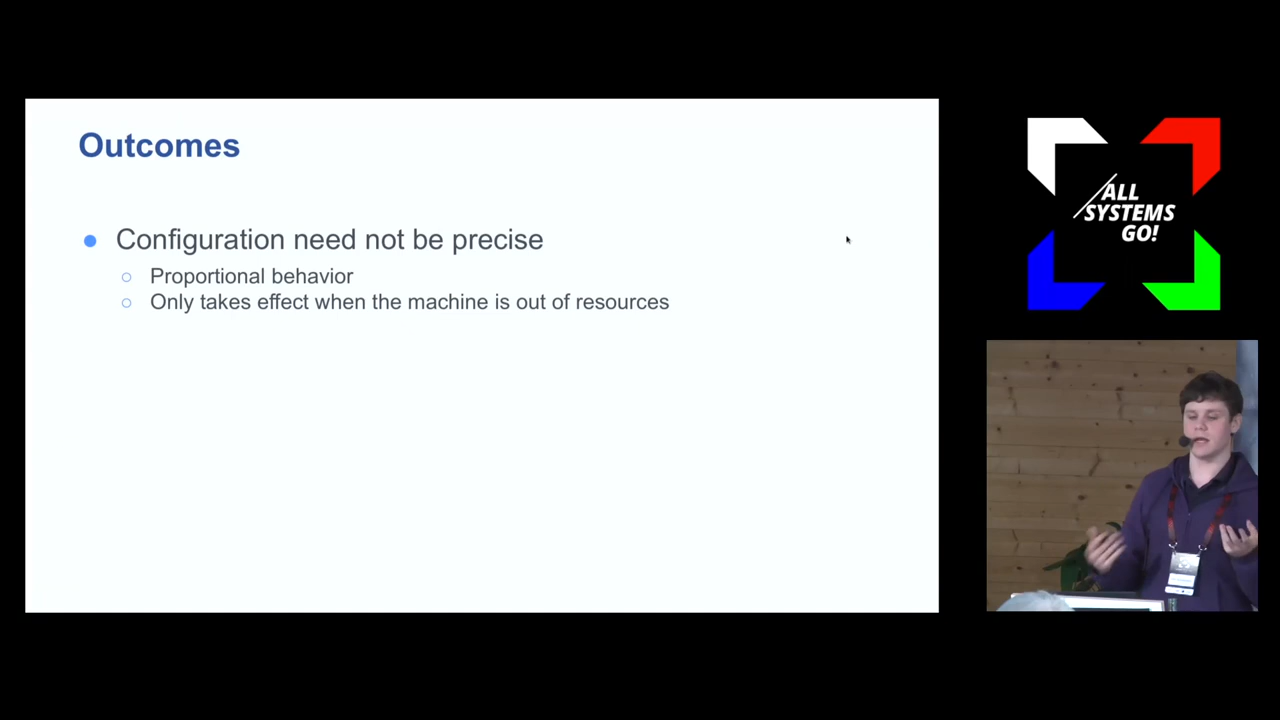 Outcomes
Configuration need not be precise
Proportional behavior
Only takes effect when the machine is out of resources
ALL
SYSTEMS
GO!